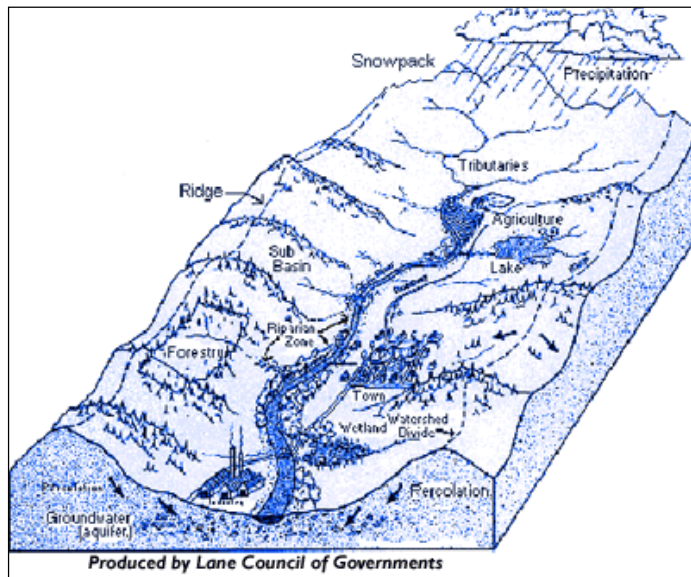 Snowpack
Precipitation
Tributaries
Ridge
Agriculture
Sub
Basin
Lake
Riparian
Zone
Forestry
Town
Wetland
Watershed
Divide
Percolation
Percolation
Groundwater
(aquifer)
Produced by Lane Council of Governments